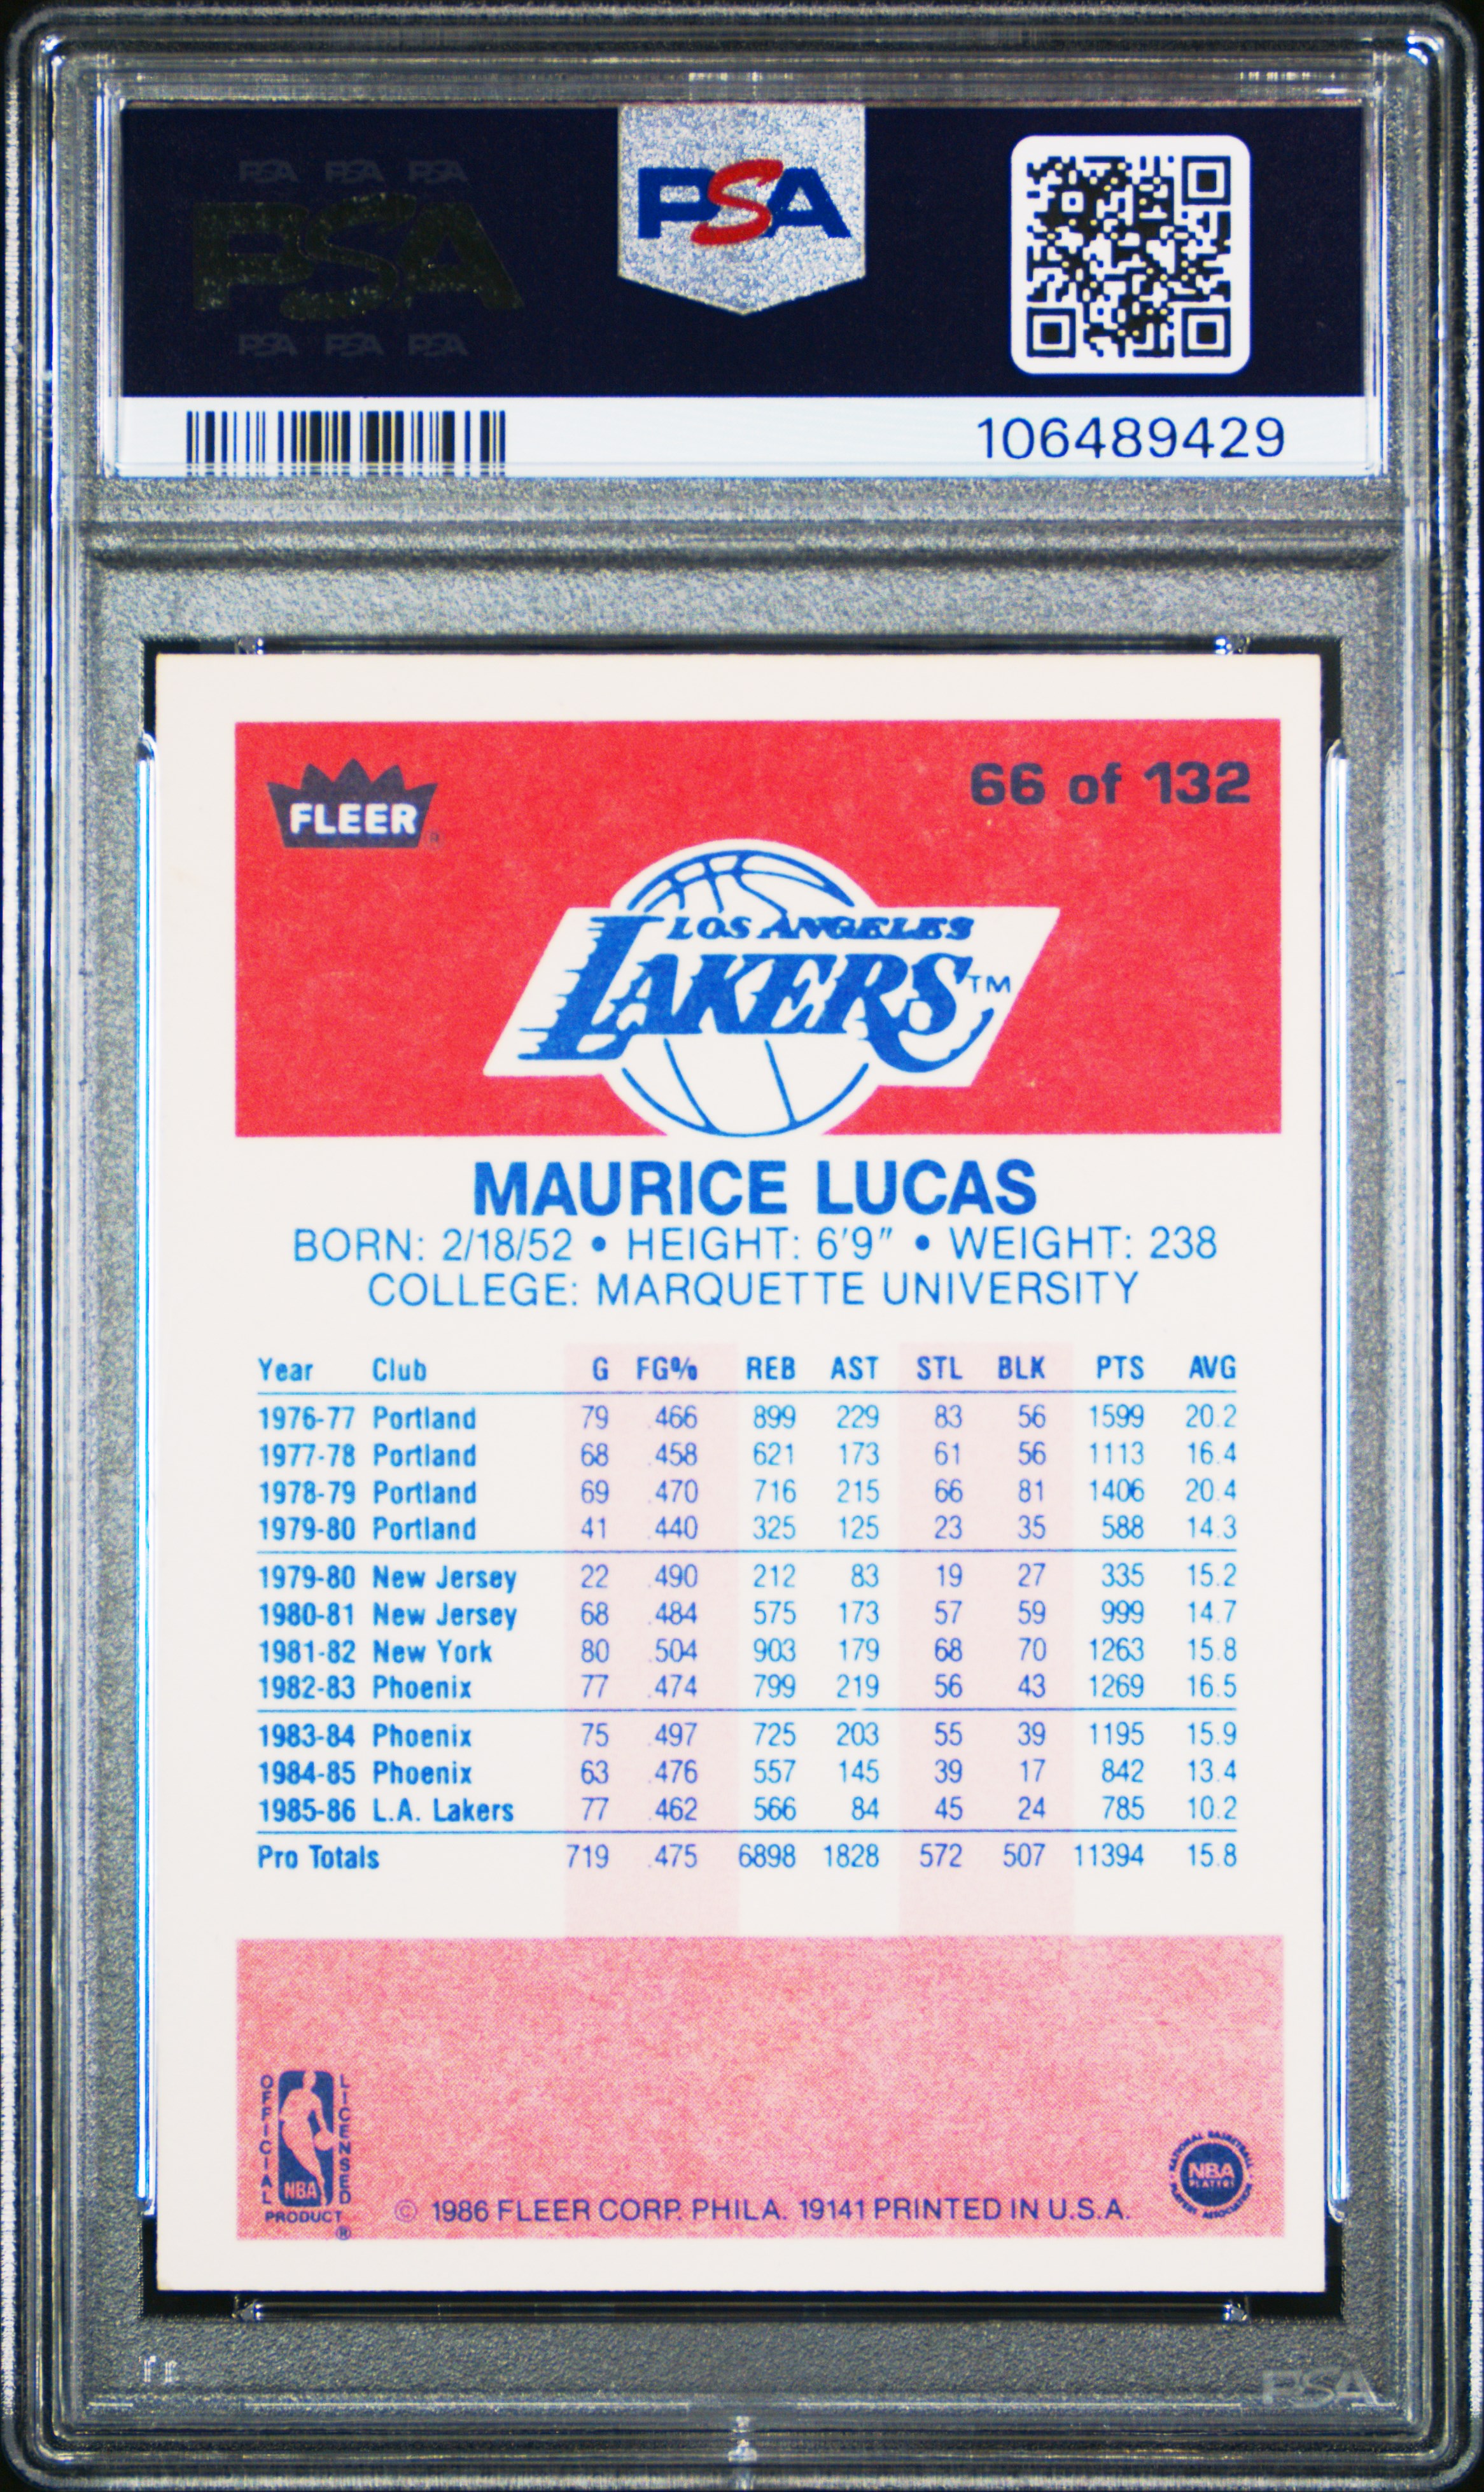 PSA PSA PSA
PSA
PSA PSA PSA
PSA
106489429
FLEER
66 of 132
LOS ANGELES
LAKERS™
MAURICE LUCAS
BORN: 2/18/52 • HEIGHT: 6'9" • WEIGHT: 238
COLLEGE: MARQUETTE UNIVERSITY
Year Club G FG% REB AST STL BLK PTS AVG
1976-77 Portland 79 .466 899 229 83 56 1599 20.2
1977-78 Portland 68 .458 621 173 61 56 1113 16.4
1978-79 Portland 69 .470 716 215 66 81 1406 20.4
1979-80 Portland 41 .440 325 125 23 35 588 14.3
1979-80 New Jersey 22 .490 212 83 19 27 335 15.2
1980-81 New Jersey 68 .484 575 173 57 59 999 14.7
1981-82 New York 80 .504 903 179 68 70 1263 15.8
1982-83 Phoenix 77 .474 799 219 56 43 1269 16.5
1983-84 Phoenix 75 .497 725 203 55 39 1195 15.9
1984-85 Phoenix 63 .476 557 145 39 17 842 13.4
1985-86 L.A. Lakers 77 .462 566 84 45 24 785 10.2
Pro Totals 719 .475 6898 1828 572 507 11394 15.8
OFFICIAL LICENSED
NBA
PRODUCT ®
© 1986 FLEER CORP. PHILA. 19141 PRINTED IN U.S.A.
NATIONAL BASKETBALL
NBA
PLAYERS
PLAYERS ASSOCIATION
PSA